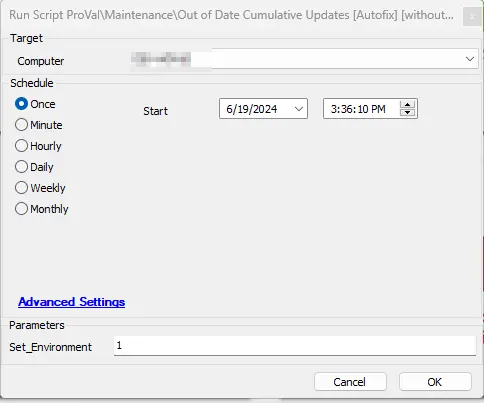 Run Script ProVal\Maintenance\Out of Date Cumulative Updates [Autofix] [without...
Target
Computer
Schedule
Once
Start
6/19/2024
3:36:10 PM
Minute
Hourly
Daily
Weekly
Monthly
Advanced Settings
Parameters
Set_Environment
1
Cancel
OK